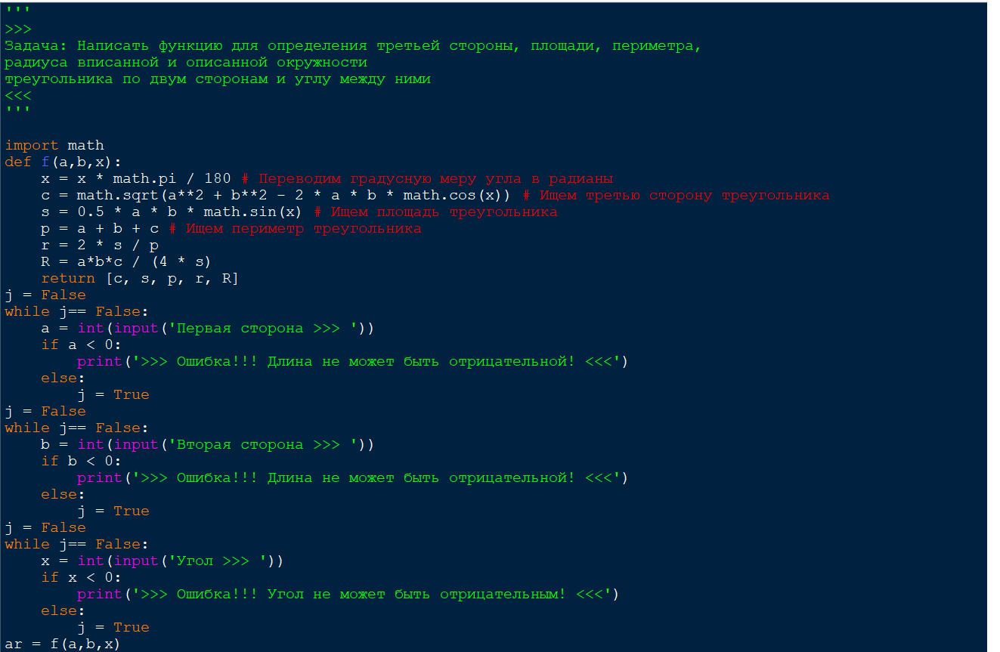 '''
>>>
Задача: Написать функцию для определения третьей стороны, площади, периметра,
радиуса вписанной и описанной окружности
треугольника по двум сторонам и углу между ними
<<<
'''

import math
def f(a,b,x):
    x = x * math.pi / 180 # Переводим градусную меру угла в радианы
    c = math.sqrt(a**2 + b**2 - 2 * a * b * math.cos(x)) # Ищем третью сторону треугольника
    s = 0.5 * a * b * math.sin(x) # Ищем площадь треугольника
    p = a + b + c # Ищем периметр треугольника
    r = 2 * s / p
    R = a*b*c / (4 * s)
    return [c, s, p, r, R]
j = False
while j== False:
    a = int(input('Первая сторона >>> '))
    if a < 0:
        print('>>> Ошибка!!! Длина не может быть отрицательной! <<<')
    else:
        j = True
j = False
while j== False:
    b = int(input('Вторая сторона >>> '))
    if b < 0:
        print('>>> Ошибка!!! Длина не может быть отрицательной! <<<')
    else:
        j = True
j = False
while j== False:
    x = int(input('Угол >>> '))
    if x < 0:
        print('>>> Ошибка!!! Угол не может быть отрицательным! <<<')
    else:
        j = True
ar = f(a,b,x)